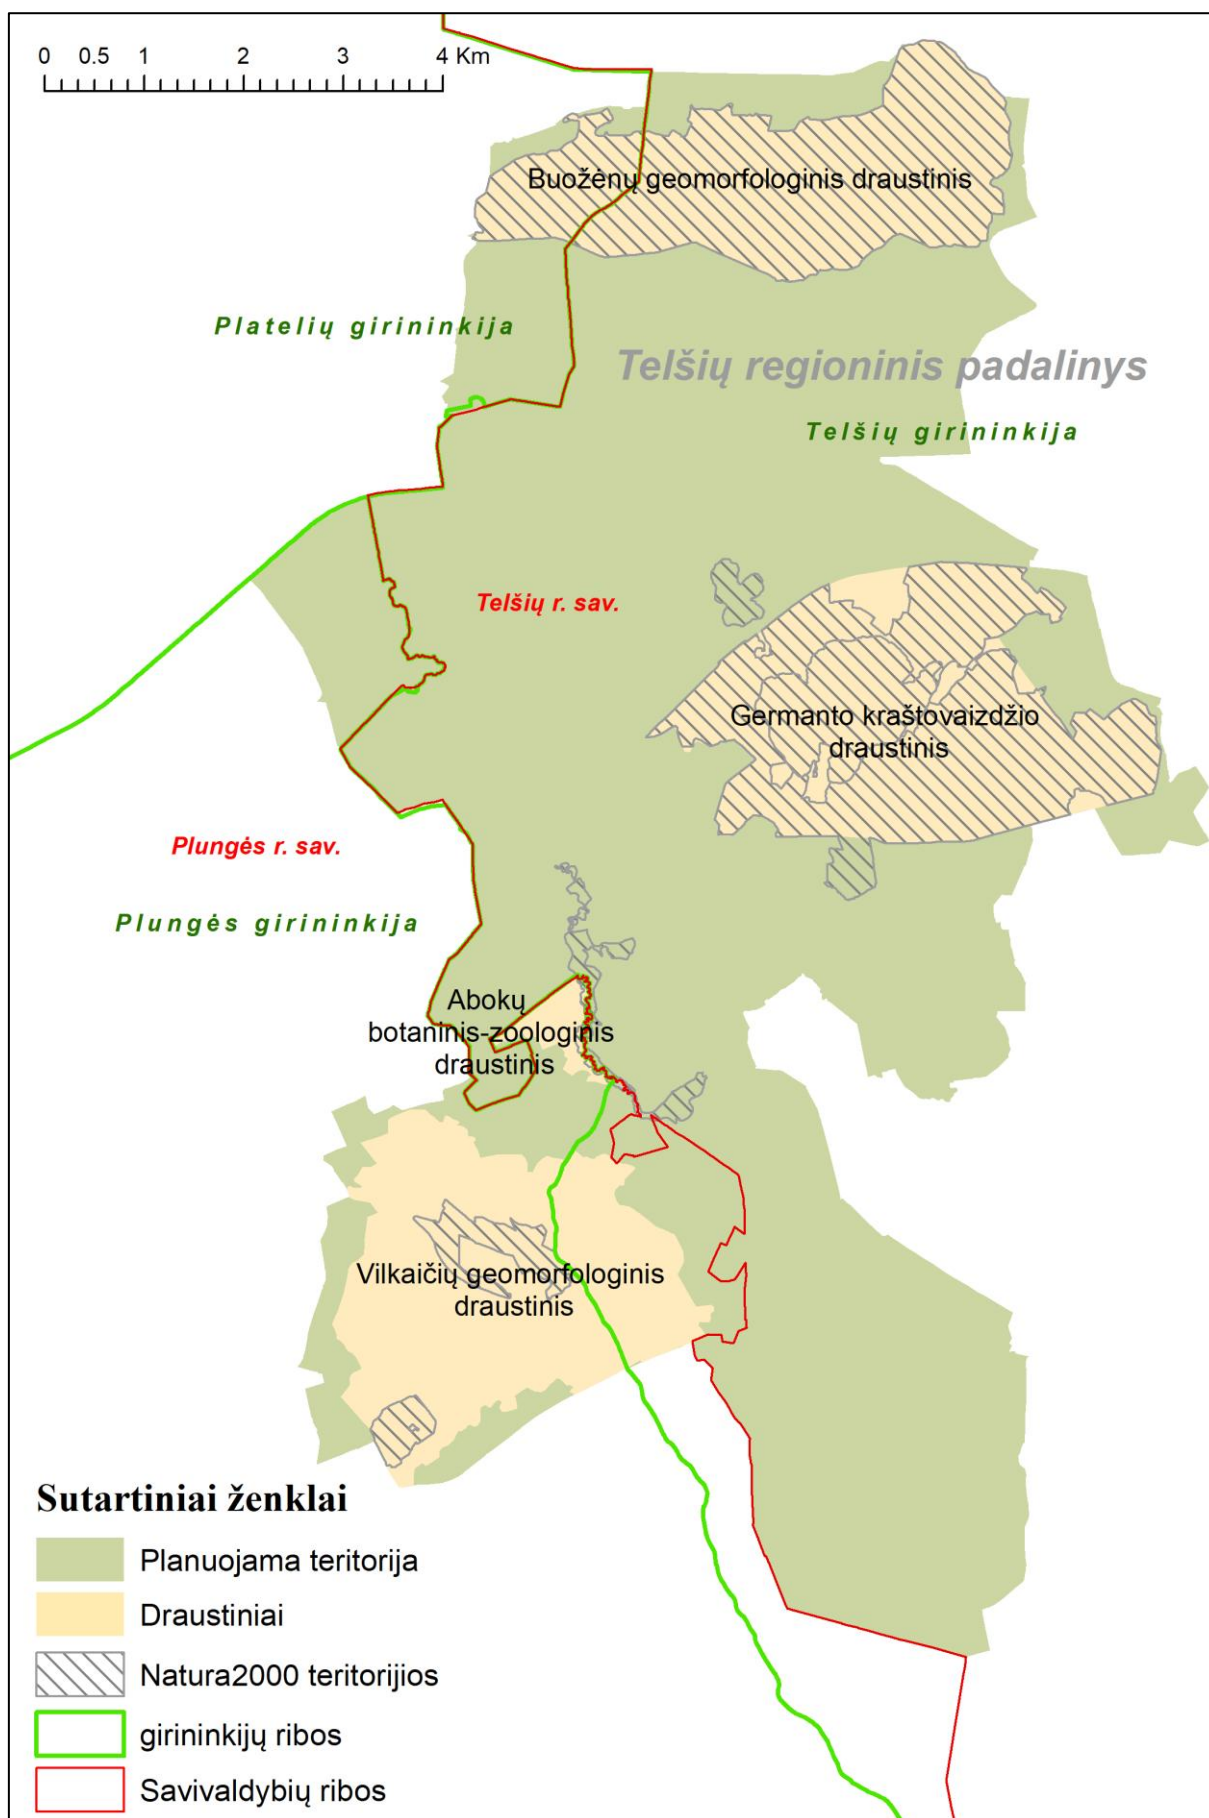 0 0.5 1 2 3 4 Km
Buožėnų geomorfologinis draustinis
Platelių girininkija
Telšių regioninis padalinys
Telšių girininkija
Telšių r. sav.
Germanto kraštovaizdžio
draustinis
Plungės r. sav.
Plungės girininkija
Abokų
botaninis-zoologinis
draustinis
Vilkaičių geomorfologinis
draustinis
Sutartiniai ženklai
Planuojama teritorija
Draustiniai
Natura2000 teritorijios
girininkijų ribos
Savivaldybių ribos